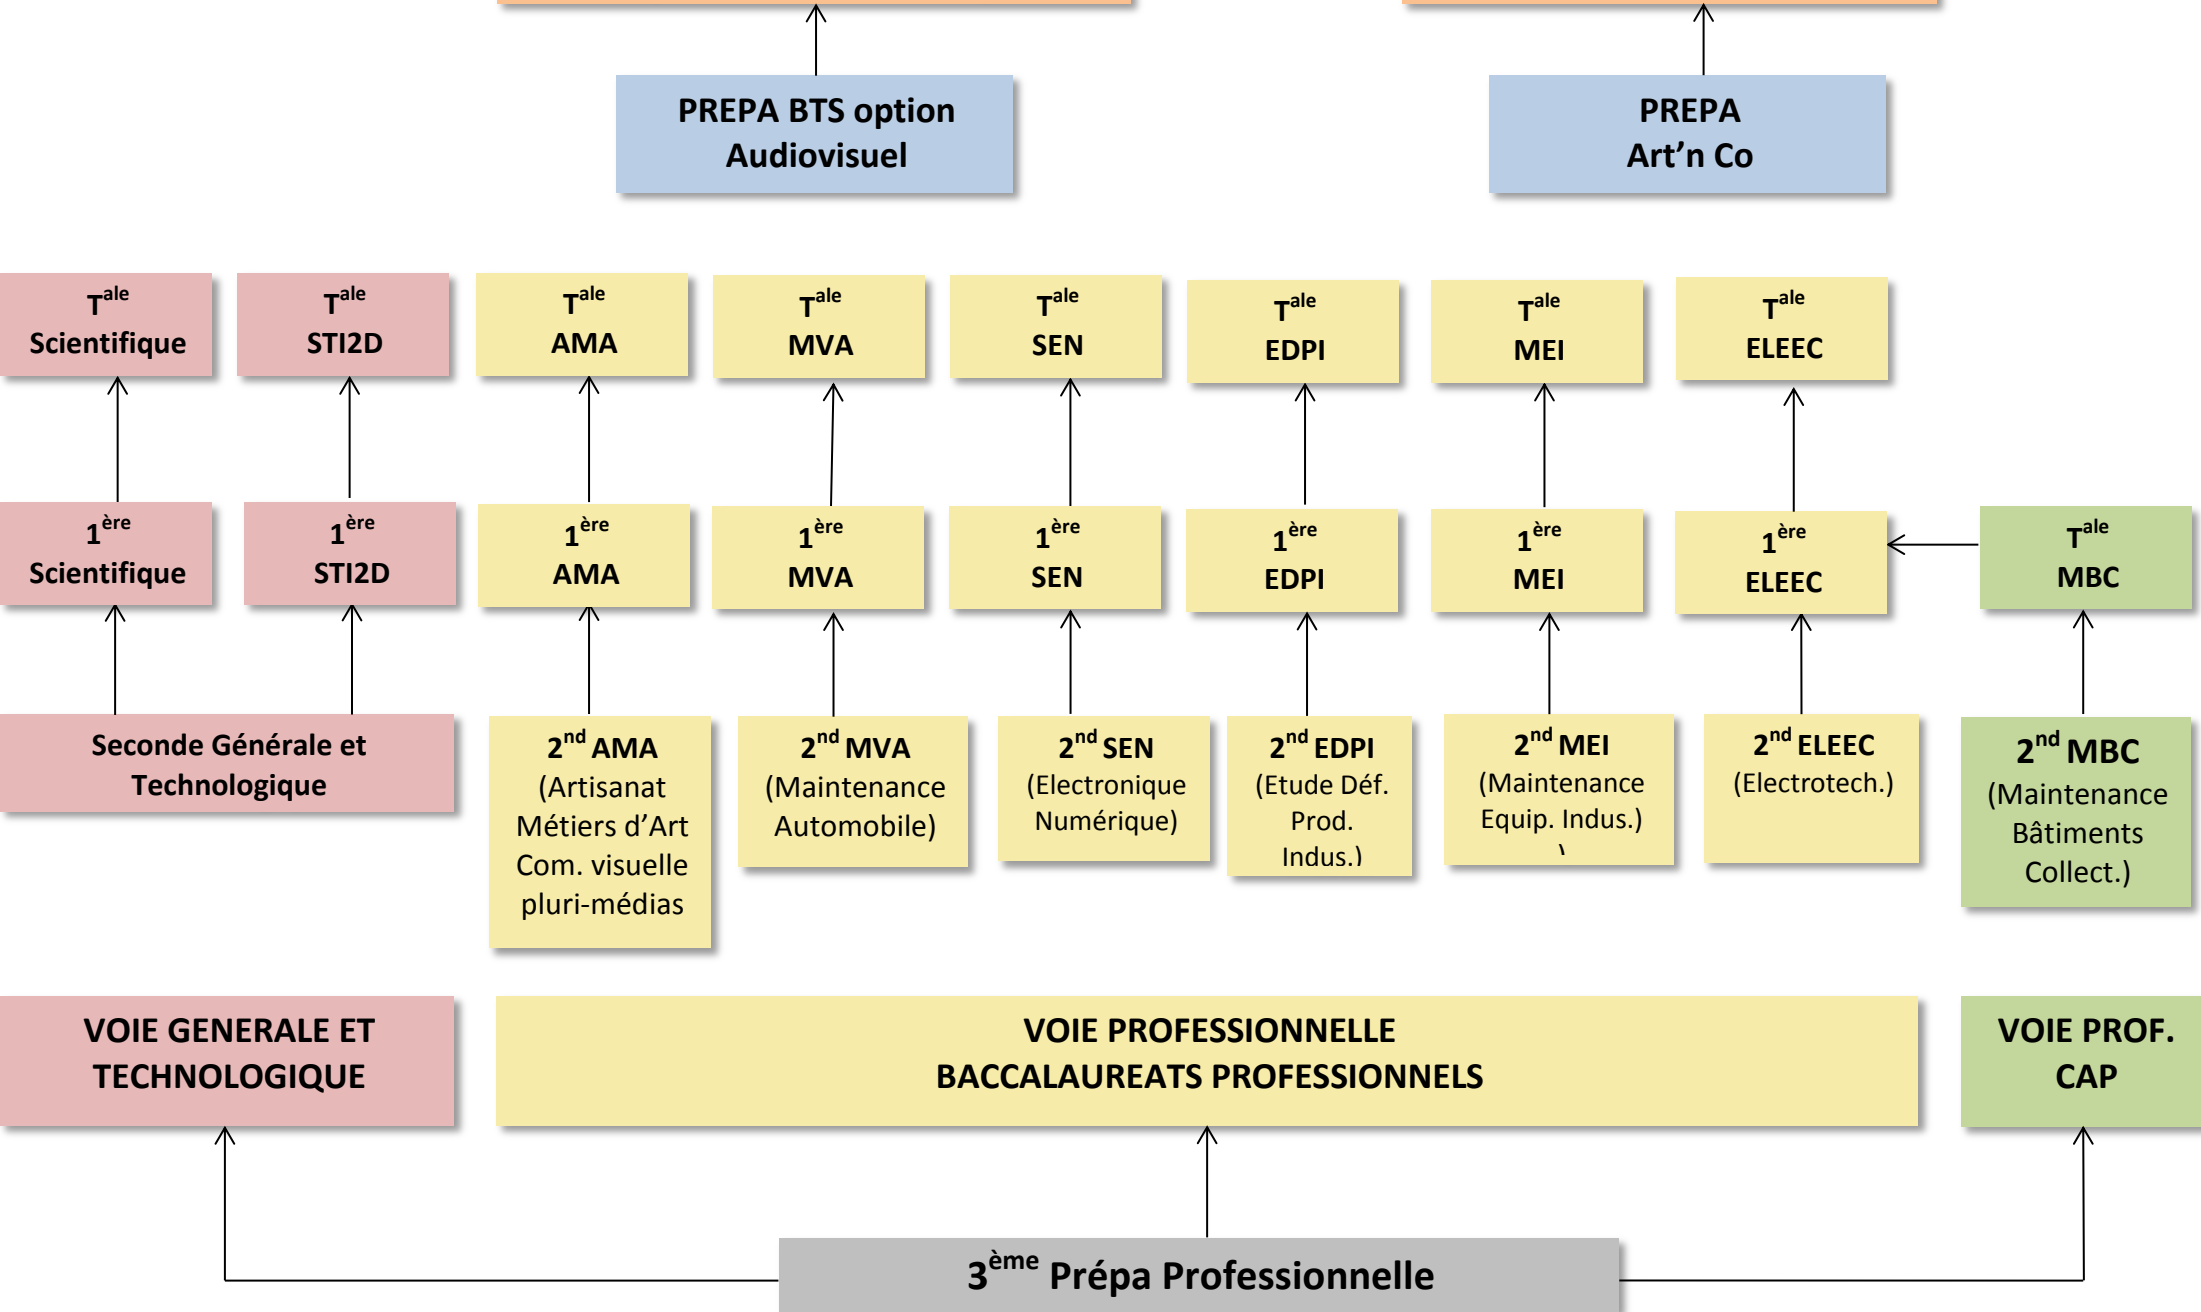 PREPA BTS option
Audiovisuel
PREPA
Art’n Co
Tale
Scientifique
Tale
STI2D
Tale
AMA
Tale
MVA
Tale
SEN
Tale
EDPI
Tale
MEI
Tale
ELEEC
1ère
Scientifique
1ère
STI2D
1ère
AMA
1ère
MVA
1ère
SEN
1ère
EDPI
1ère
MEI
1ère
ELEEC
Tale
MBC
Seconde Générale et
Technologique
2nd AMA
(Artisanat
Métiers d’Art
Com. visuelle
pluri-médias
2nd MVA
(Maintenance
Automobile)
2nd SEN
(Electronique
Numérique)
2nd EDPI
(Etude Déf.
Prod.
Indus.)
2nd MEI
(Maintenance
Equip. Indus.)
)
2nd ELEEC
(Electrotech.)
2nd MBC
(Maintenance
Bâtiments
Collect.)
VOIE GENERALE ET
TECHNOLOGIQUE
VOIE PROFESSIONNELLE
BACCALAUREATS PROFESSIONNELS
VOIE PROF.
CAP
3ème Prépa Professionnelle